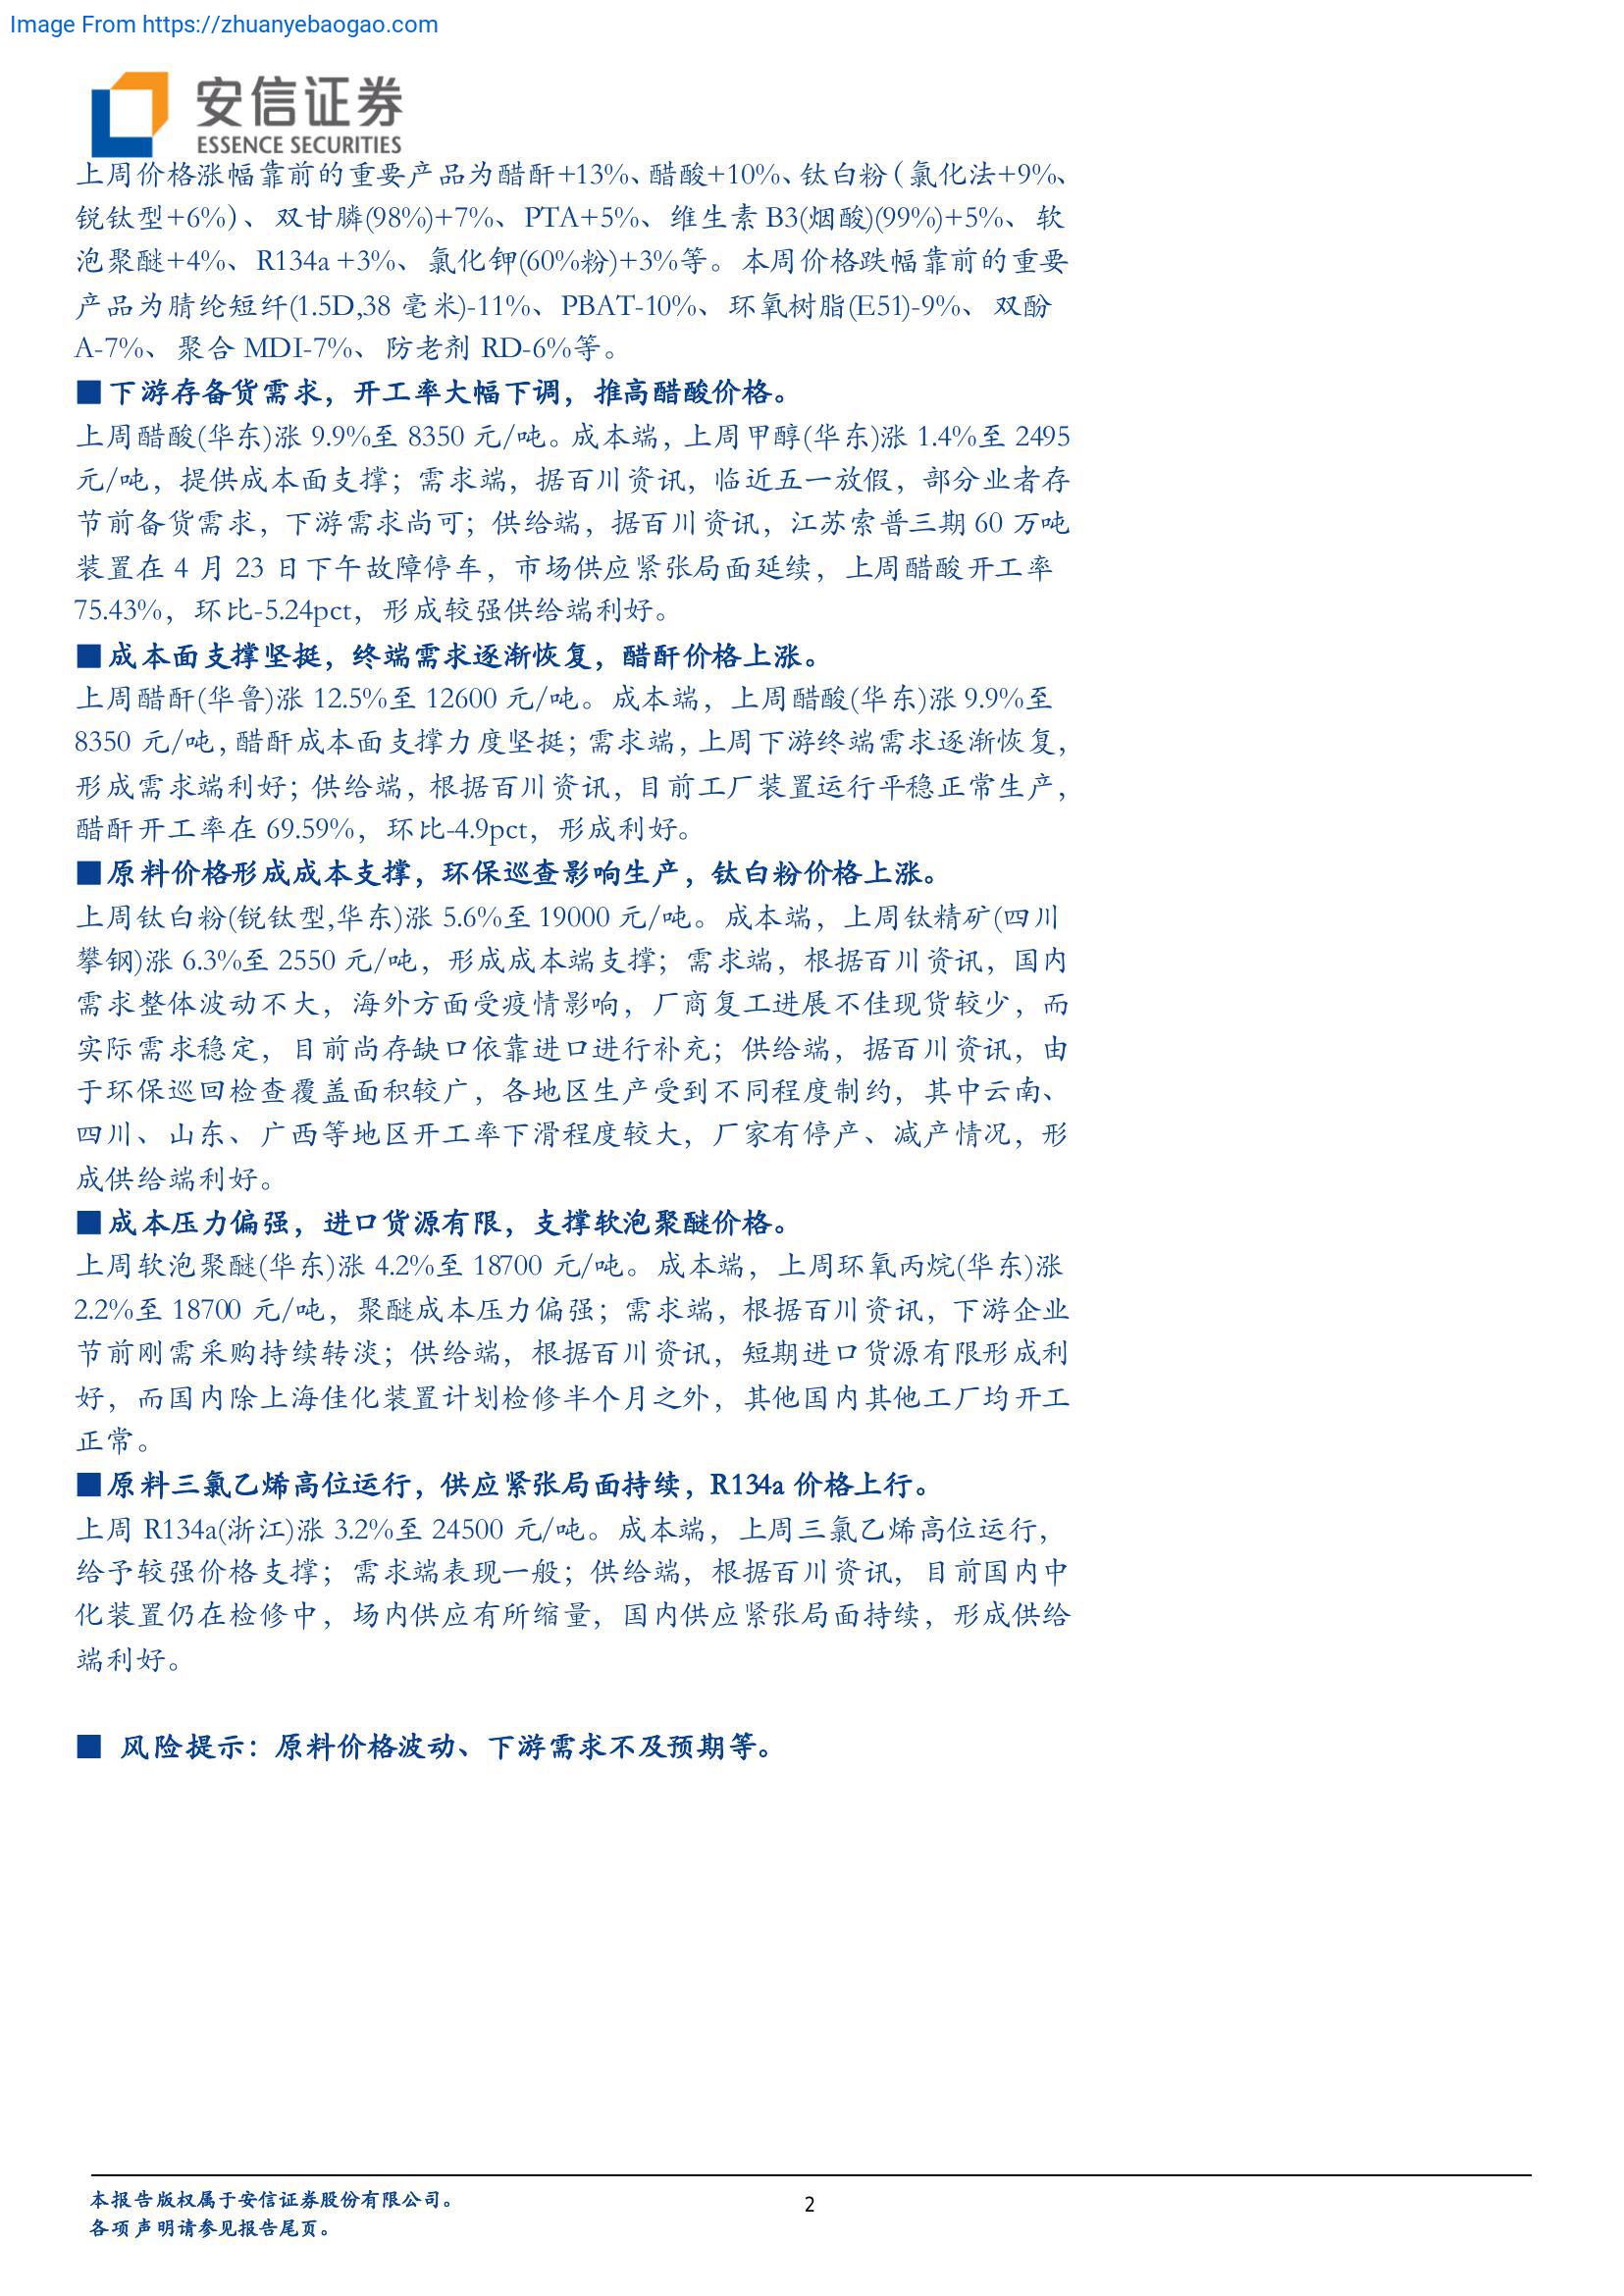 Image From https://zhuanyebaogao.com
安信证券
ESSENCE SECURITIES
上周价格涨幅靠前的重要产品为醋酐+13%、醋酸+10%、钛白粉（氯化法+9%、
锐钛型+6%）、双甘膦(98%)+7%、PTA+5%、维生素 B3(烟酸)(99%)+5%、软
泡聚醚+4%、R134a +3%、氯化钾(60%粉)+3%等。本周价格跌幅靠前的重要
产品为腈纶短纤(1.5D,38 毫米)-11%、PBAT-10%、环氧树脂(E51)-9%、双酚
A-7%、聚合 MDI-7%、防老剂 RD-6%等。
■下游存备货需求，开工率大幅下调，推高醋酸价格。
上周醋酸(华东)涨 9.9%至 8350 元/吨。成本端，上周甲醇(华东)涨 1.4%至 2495
元/吨，提供成本面支撑；需求端，据百川资讯，临近五一放假，部分业者存
节前备货需求，下游需求尚可；供给端，据百川资讯，江苏索普三期 60 万吨
装置在 4 月 23 日下午故障停车，市场供应紧张局面延续，上周醋酸开工率
75.43%，环比-5.24pct，形成较强供给端利好。
■成本面支撑坚挺，终端需求逐渐恢复，醋酐价格上涨。
上周醋酐(华鲁)涨 12.5%至 12600 元/吨。成本端，上周醋酸(华东)涨 9.9%至
8350 元/吨，醋酐成本面支撑力度坚挺；需求端，上周下游终端需求逐渐恢复，
形成需求端利好；供给端，根据百川资讯，目前工厂装置运行平稳正常生产，
醋酐开工率在 69.59%，环比-4.9pct，形成利好。
■原料价格形成成本支撑，环保巡查影响生产，钛白粉价格上涨。
上周钛白粉(锐钛型,华东)涨 5.6%至 19000 元/吨。成本端，上周钛精矿(四川
攀钢)涨 6.3%至 2550 元/吨，形成成本端支撑；需求端，根据百川资讯，国内
需求整体波动不大，海外方面受疫情影响，厂商复工进展不佳现货较少，而
实际需求稳定，目前尚存缺口依靠进口进行补充；供给端，据百川资讯，由
于环保巡回检查覆盖面积较广，各地区生产受到不同程度制约，其中云南、
四川、山东、广西等地区开工率下滑程度较大，厂家有停产、减产情况，形
成供给端利好。
■成本压力偏强，进口货源有限，支撑软泡聚醚价格。
上周软泡聚醚(华东)涨 4.2%至 18700 元/吨。成本端，上周环氧丙烷(华东)涨
2.2%至 18700 元/吨，聚醚成本压力偏强；需求端，根据百川资讯，下游企业
节前刚需采购持续转淡；供给端，根据百川资讯，短期进口货源有限形成利
好，而国内除上海佳化装置计划检修半个月之外，其他国内其他工厂均开工
正常。
■原料三氯乙烯高位运行，供应紧张局面持续，R134a 价格上行。
上周 R134a(浙江)涨 3.2%至 24500 元/吨。成本端，上周三氯乙烯高位运行，
给予较强价格支撑；需求端表现一般；供给端，根据百川资讯，目前国内中
化装置仍在检修中，场内供应有所缩量，国内供应紧张局面持续，形成供给
端利好。
■ 风险提示：原料价格波动、下游需求不及预期等。
本报告版权属于安信证券股份有限公司。
2
各项声明请参见报告尾页。